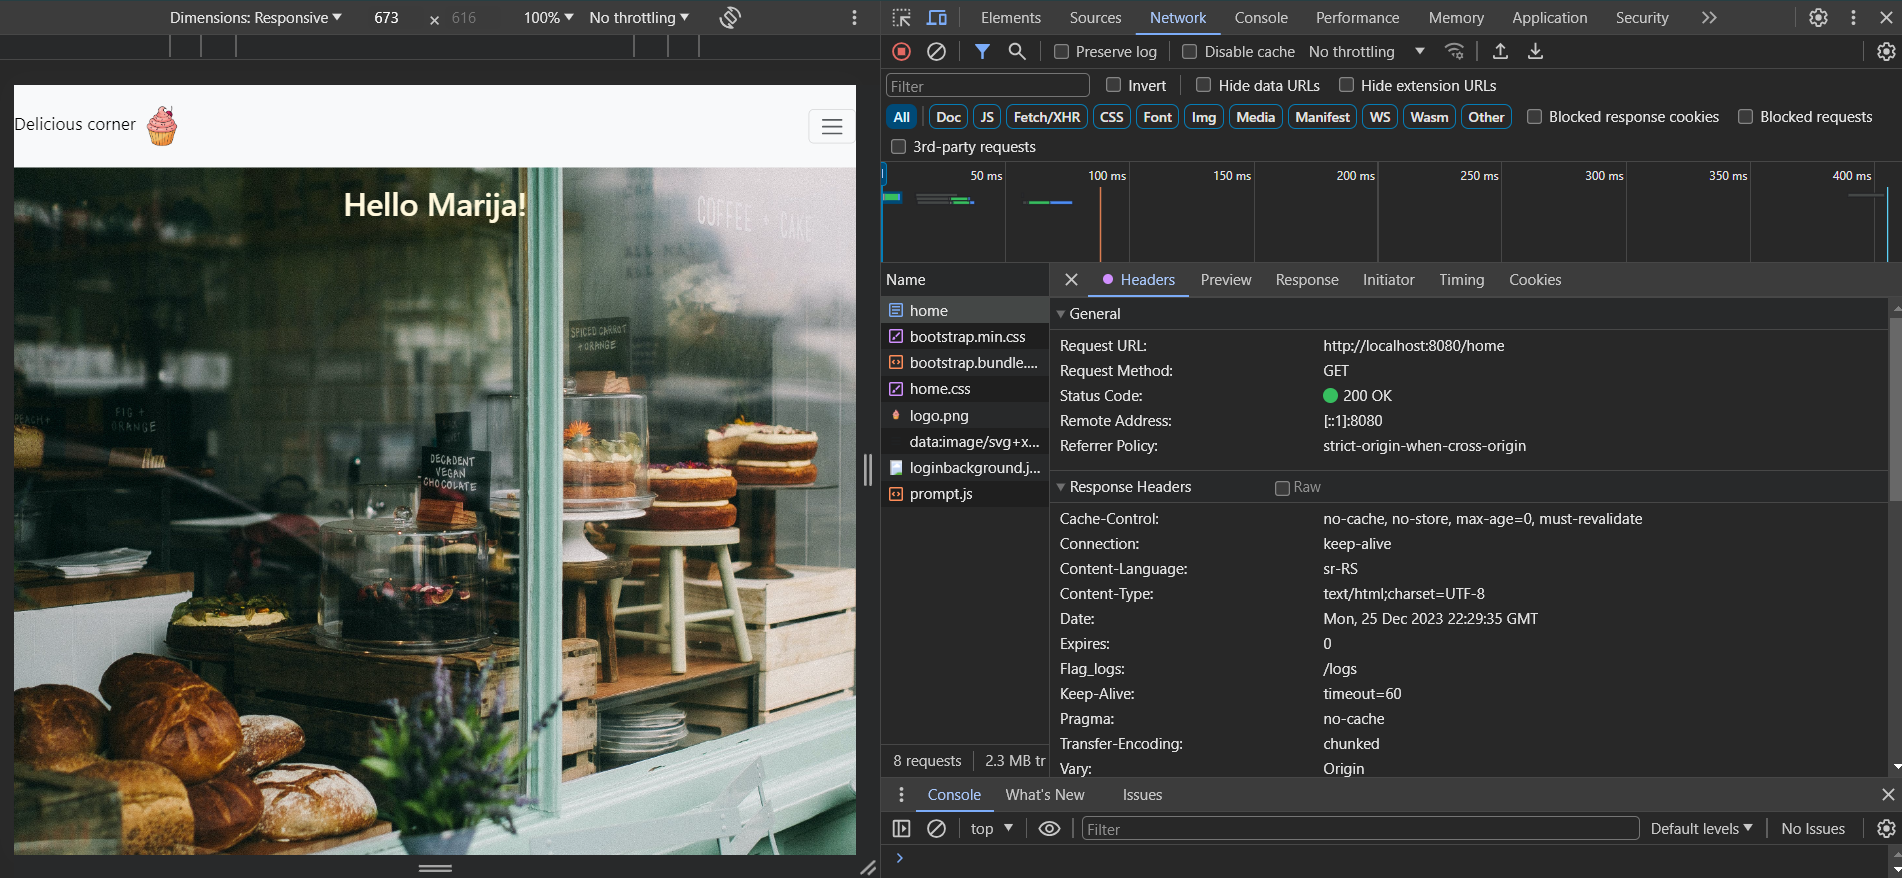 Dimensions: Responsive 673 × 616 100% No throttling
Delicious corner
Hello Marija!
COFFEE + CAKE
SPICED CARROT
+ ORANGE
FIG +
ORANGE
DECADENT
VEGAN
CHOCOLATE
Elements Sources Network Console Performance Memory Application Security
Preserve log Disable cache No throttling
Filter Invert Hide data URLs Hide extension URLs
All Doc JS Fetch/XHR CSS Font Img Media Manifest WS Wasm Other Blocked response cookies Blocked requests
3rd-party requests
50 ms 100 ms 150 ms 200 ms 250 ms 300 ms 350 ms 400 ms
Name
home
bootstrap.min.css
bootstrap.bundle....
home.css
logo.png
data:image/svg+x...
loginbackground.j...
prompt.js
8 requests 2.3 MB tr
Headers Preview Response Initiator Timing Cookies
General
Request URL: http://localhost:8080/home
Request Method: GET
Status Code: 200 OK
Remote Address: [::1]:8080
Referrer Policy: strict-origin-when-cross-origin
Response Headers Raw
Cache-Control: no-cache, no-store, max-age=0, must-revalidate
Connection: keep-alive
Content-Language: sr-RS
Content-Type: text/html;charset=UTF-8
Date: Mon, 25 Dec 2023 22:29:35 GMT
Expires: 0
Flag_logs: /logs
Keep-Alive: timeout=60
Pragma: no-cache
Transfer-Encoding: chunked
Vary: Origin
Console What's New Issues
top Filter Default levels No Issues